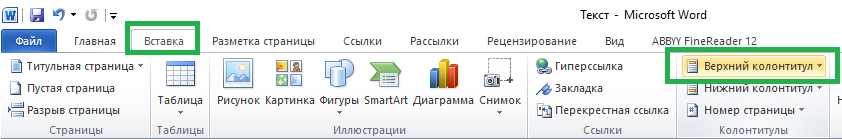 Текст - Microsoft Word
Файл Главная Вставка Разметка страницы Ссылки Рассылки Рецензирование Вид ABBYY FineReader 12
Титульная страница
Пустая страница
Разрыв страницы
Страницы
Таблица
Таблицы
Рисунок Картинка Фигуры SmartArt Диаграмма Снимок
Иллюстрации
Гиперссылка
Закладка
Перекрестная ссылка
Ссылки
Верхний колонтитул
Нижний колонтитул
Номер страницы
Колонтитулы